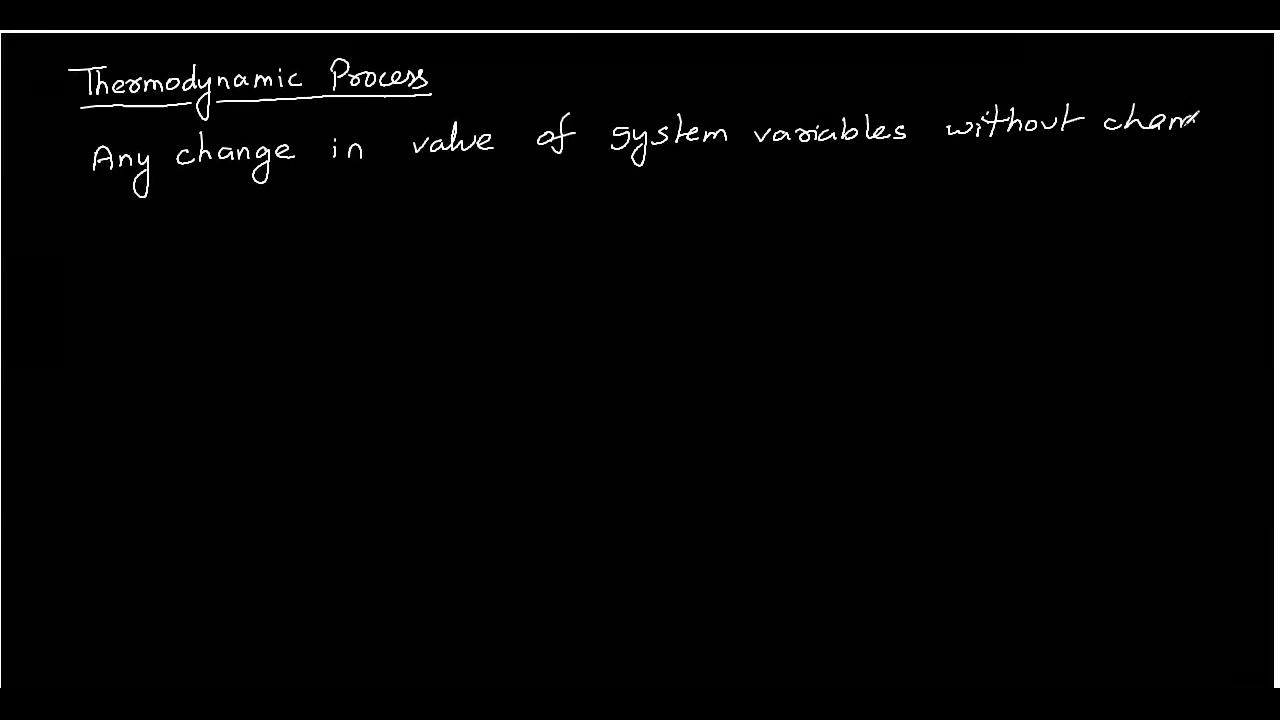 Thermodynamic Process
Any change in value of system variables without